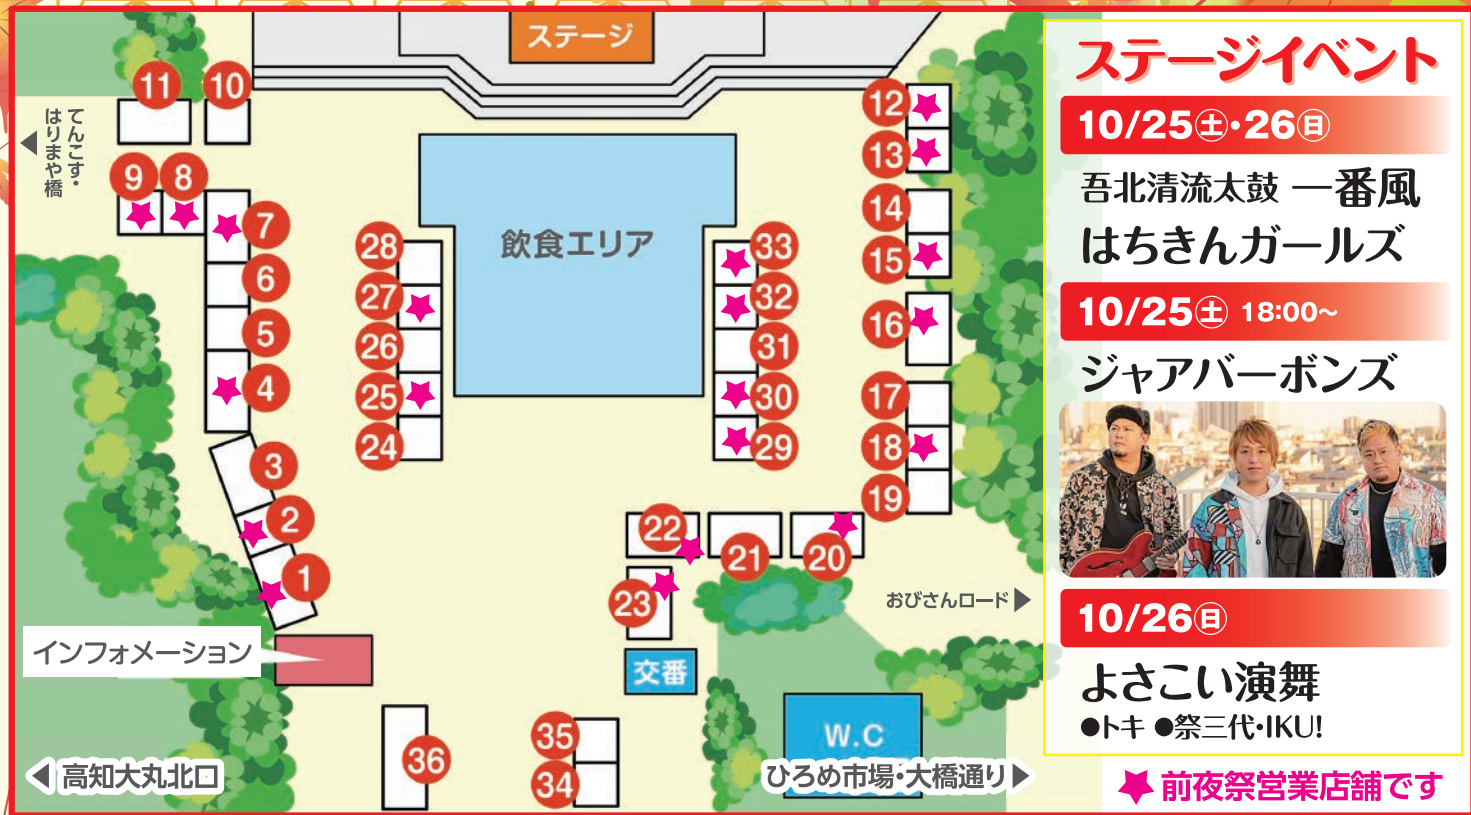 ステージ
11
10
てんこす・
はりまや橋
9
8
7
6
5
4
3
2
1
28
27
26
25
24
飲食エリア
33
32
31
30
29
12
13
14
15
16
17
18
19
22
21
20
23
おびさんロード
インフォメーション
交番
W.C
36
35
34
高知大丸北口
ひろめ市場・大橋通り
ステージイベント
10/25㊏・26㊐
吾北清流太鼓 一番風
はちきんガールズ
10/25㊏ 18:00~
ジャアバーボンズ
10/26㊐
よさこい演舞
●トキ ●祭三代・IKU!
★前夜祭営業店舗です